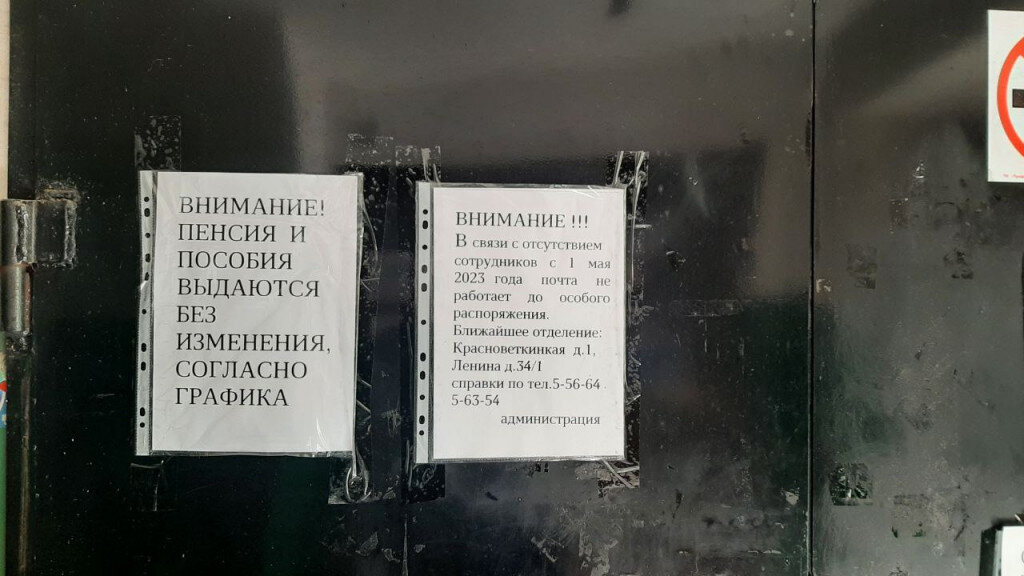 ВНИМАНИЕ!
ПЕНСИЯ И
ПОСОБИЯ
ВЫДАЮТСЯ
БЕЗ
ИЗМЕНЕНИЯ,
СОГЛАСНО
ГРАФИКА
ВНИМАНИЕ !!!
В связи с отсутствием
сотрудников с 1 мая
2023 года почта не
работает до особого
распоряжения.
Ближайшее отделение:
Красноветкинкая д.1,
Ленина д.34/1
справки по тел.5-56-64
5-63-54
администрация